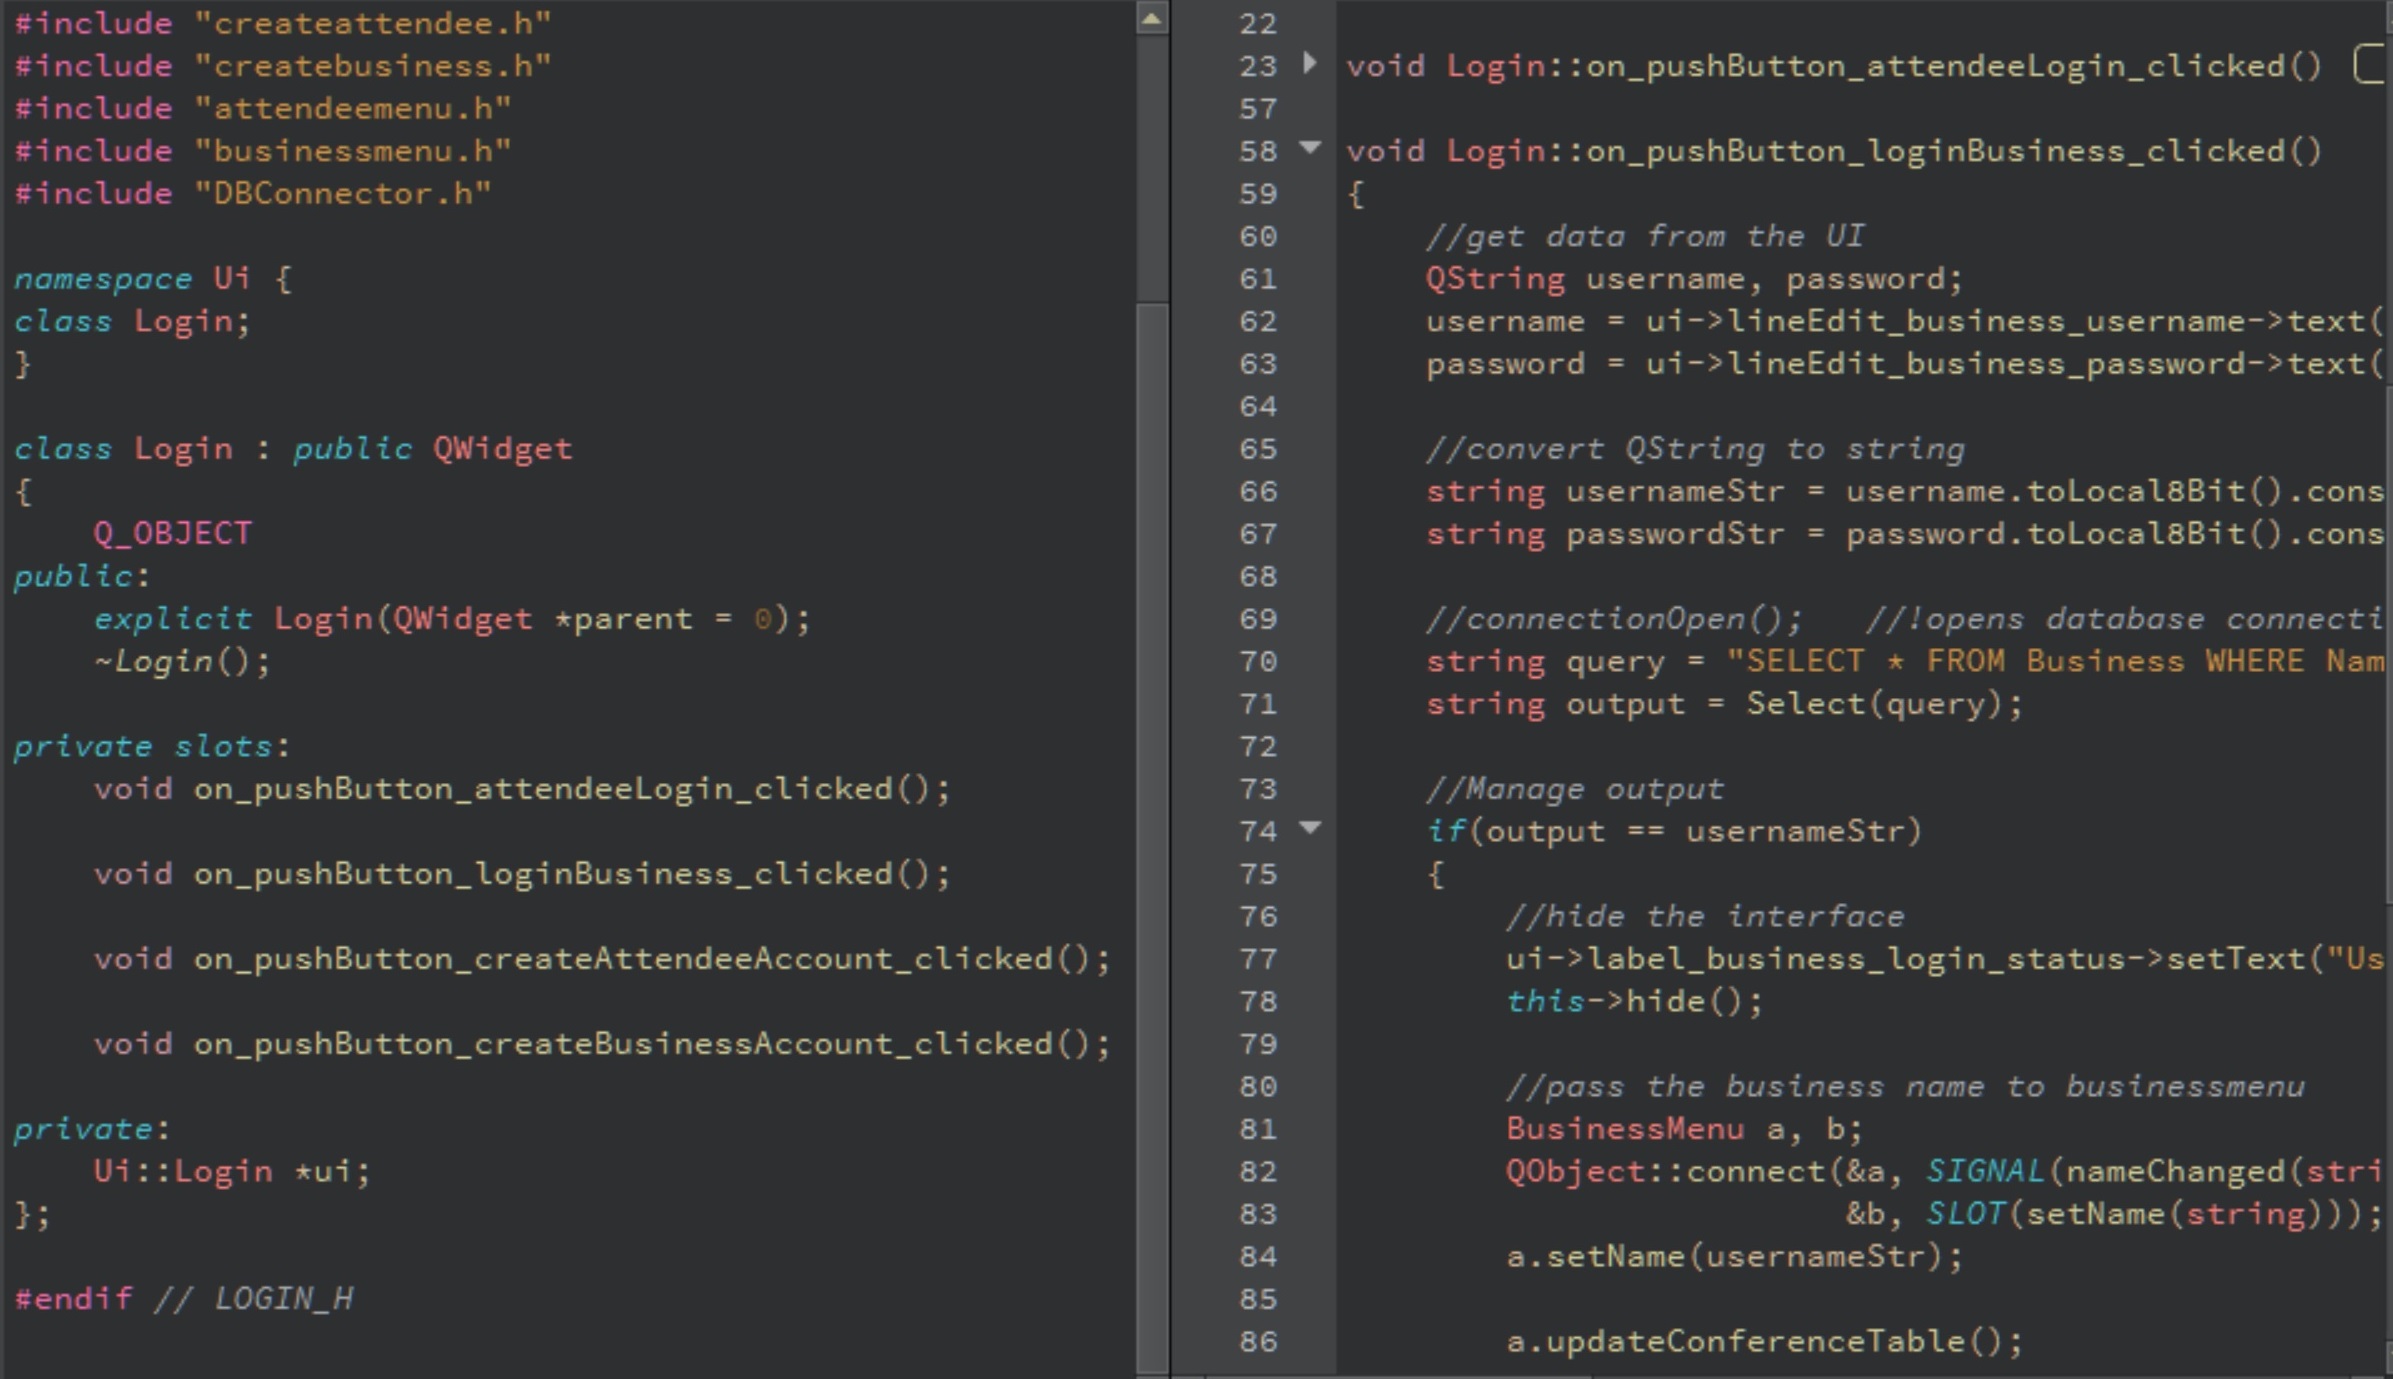 #include "createattendee.h"
#include "createbusiness.h"
#include "attendeemenu.h"
#include "businessmenu.h"
#include "DBConnector.h"
namespace Ui {
class Login;
}
class Login : public QWidget
{
Q_OBJECT
public:
explicit Login(QWidget *parent = 0);
~Login();
private slots:
void on_pushButton_attendeeLogin_clicked();
void on_pushButton_loginBusiness_clicked();
void on_pushButton_createAttendeeAccount_clicked();
void on_pushButton_createBusinessAccount_clicked();
private:
Ui::Login *ui;
};
#endif // LOGIN_H
22
23 void Login::on_pushButton_attendeeLogin_clicked()
57
58 void Login::on_pushButton_loginBusiness_clicked()
59 {
60 //get data from the UI
61 QString username, password;
62 username = ui->lineEdit_business_username->text(
63 password = ui->lineEdit_business_password->text(
64
65 //convert QString to string
66 string usernameStr = username.toLocal8Bit().cons
67 string passwordStr = password.toLocal8Bit().cons
68
69 //connectionOpen(); //!opens database connecti
70 string query = "SELECT * FROM Business WHERE Nam
71 string output = Select(query);
72
73 //Manage output
74 if(output == usernameStr)
75 {
76 //hide the interface
77 ui->label_business_login_status->setText("Us
78 this->hide();
79
80 //pass the business name to businessmenu
81 BusinessMenu a, b;
82 QObject::connect(&a, SIGNAL(nameChanged(stri
83 &b, SLOT(setName(string)));
84 a.setName(usernameStr);
85
86 a.updateConferenceTable();